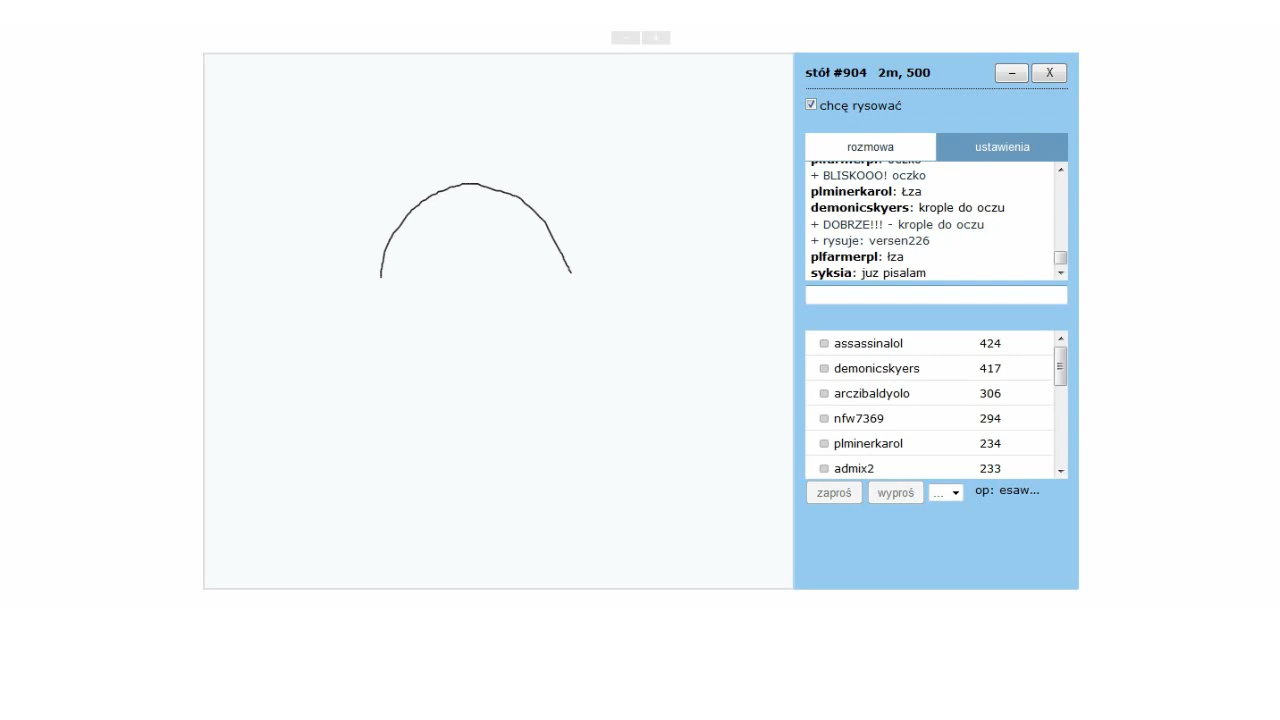 stół #904 2m, 500
–
X
chcę rysować
rozmowa
ustawienia
plfarmerpl: oczko
+ BLISKOOO! oczko
plminerkarol: Łza
demonicskyers: krople do oczu
+ DOBRZE!!! - krople do oczu
+ rysuje: versen226
plfarmerpl: łza
syksia: juz pisalam
assassinalol 424
demonicskyers 417
arczibaldyolo 306
nfw7369 294
plminerkarol 234
admix2 233
zaproś
wyproś
...
op: esaw...